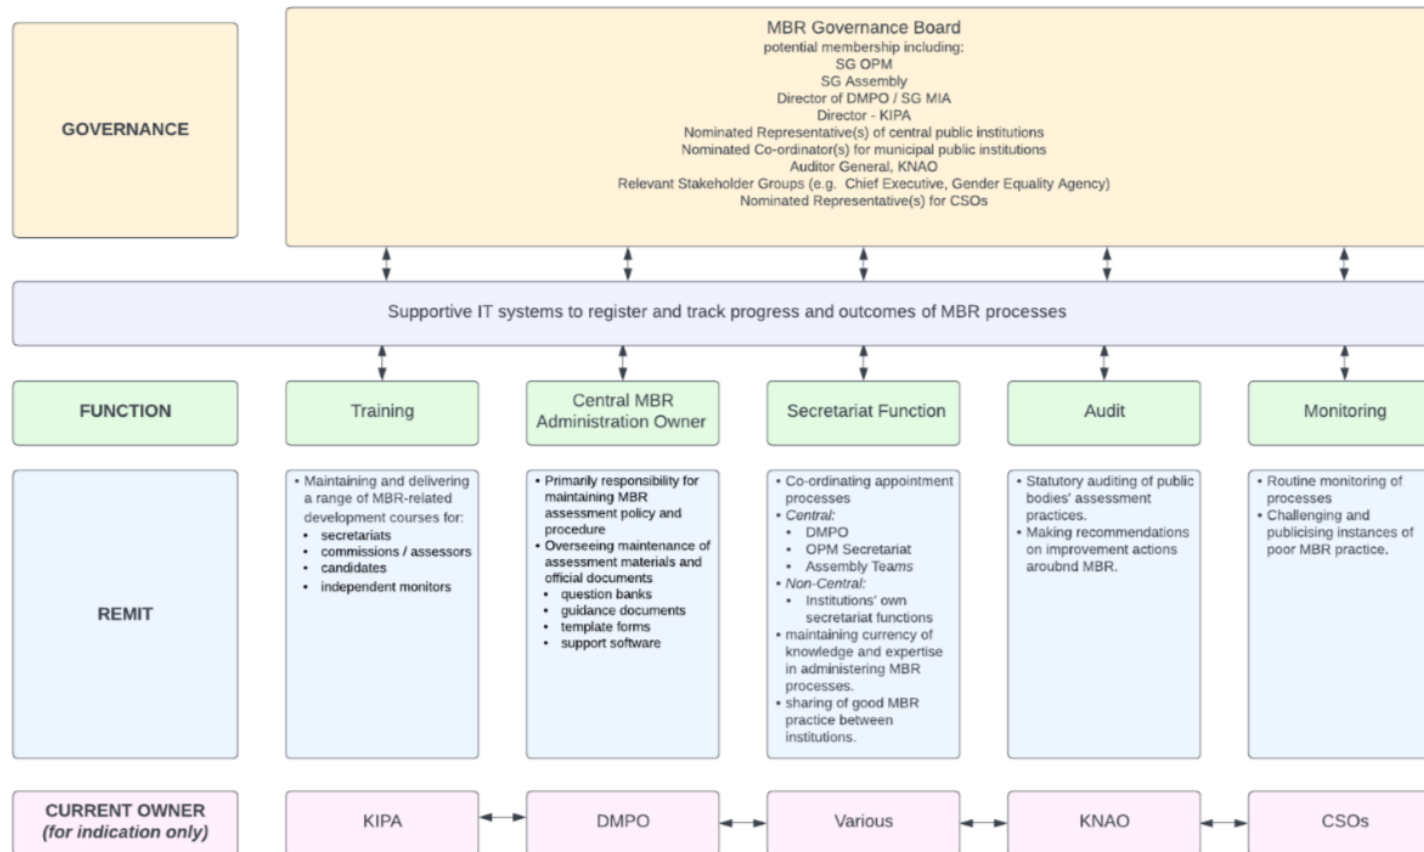 GOVERNANCE
MBR Governance Board
potential membership including:
SG OPM
SG Assembly
Director of DMPO / SG MIA
Director - KIPA
Nominated Representative(s) of central public institutions
Nominated Co-ordinator(s) for municipal public institutions
Auditor General, KNAO
Relevant Stakeholder Groups (e.g. Chief Executive, Gender Equality Agency)
Nominated Representative(s) for CSOs
Supportive IT systems to register and track progress and outcomes of MBR processes
FUNCTION
Training
Central MBR
Administration Owner
Secretariat Function
Audit
Monitoring
REMIT
• Maintaining and delivering
a range of MBR-related
development courses for:
• secretariats
• commissions / assessors
• candidates
• independent monitors
• Primarily responsibility for
maintaining MBR
assessment policy and
procedure
• Overseeing maintenance of
assessment materials and
official documents
• question banks
• guidance documents
• template forms
• support software
• Co-ordinating appointment
processes
• Central:
• DMPO
• OPM Secretariat
• Assembly Teams
• Non-Central:
• Institutions' own
secretariat functions
• maintaining currency of
knowledge and expertise
in administering MBR
processes.
• sharing of good MBR
practice between
institutions.
• Statutory auditing of public
bodies' assessment
practices.
• Making recommendations
on improvement actions
aroubnd MBR.
• Routine monitoring of
processes
• Challenging and
publicising instances of
poor MBR practice.
CURRENT OWNER
(for indication only)
KIPA
DMPO
Various
KNAO
CSOs